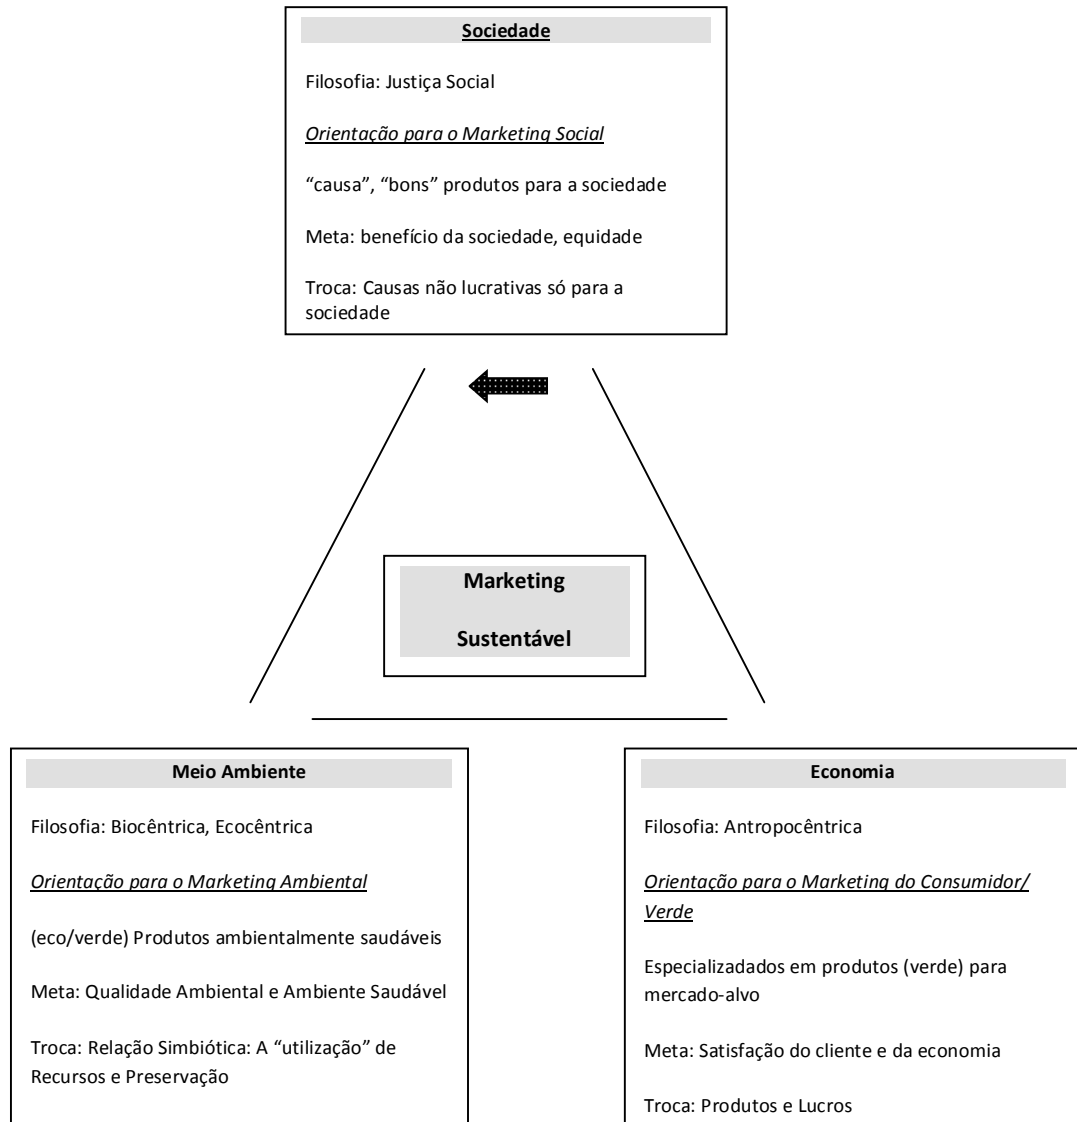 Sociedade
Filosofia: Justiça Social
Orientação para o Marketing Social
“causa”, “bons” produtos para a sociedade
Meta: benefício da sociedade, equidade
Troca: Causas não lucrativas só para a
sociedade
Marketing
Sustentável
Meio Ambiente
Filosofia: Biocêntrica, Ecocêntrica
Orientação para o Marketing Ambiental
(eco/verde) Produtos ambientalmente saudáveis
Meta: Qualidade Ambiental e Ambiente Saudável
Troca: Relação Simbiótica: A “utilização” de
Recursos e Preservação
Economia
Filosofia: Antropocêntrica
Orientação para o Marketing do Consumidor/
Verde
Especializadados em produtos (verde) para
mercado-alvo
Meta: Satisfação do cliente e da economia
Troca: Produtos e Lucros